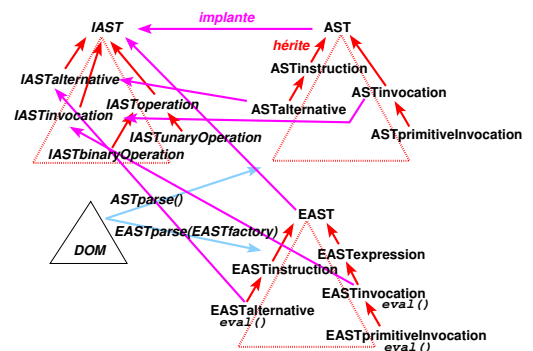 implante
IAST
AST
hérite
ASTinstruction
IASTalternative
ASTinvocation
IASToperation
ASTalternative
IASTinvocation
ASTprimitiveInvocation
IASTunaryOperation
IASTbinaryOperation
ASTparse()
EAST
EASTparse(EASTfactory)
DOM
EASTexpression
EASTinstruction
EASTinvocation
eval()
EASTalternative
eval()
EASTprimitiveInvocation
eval()